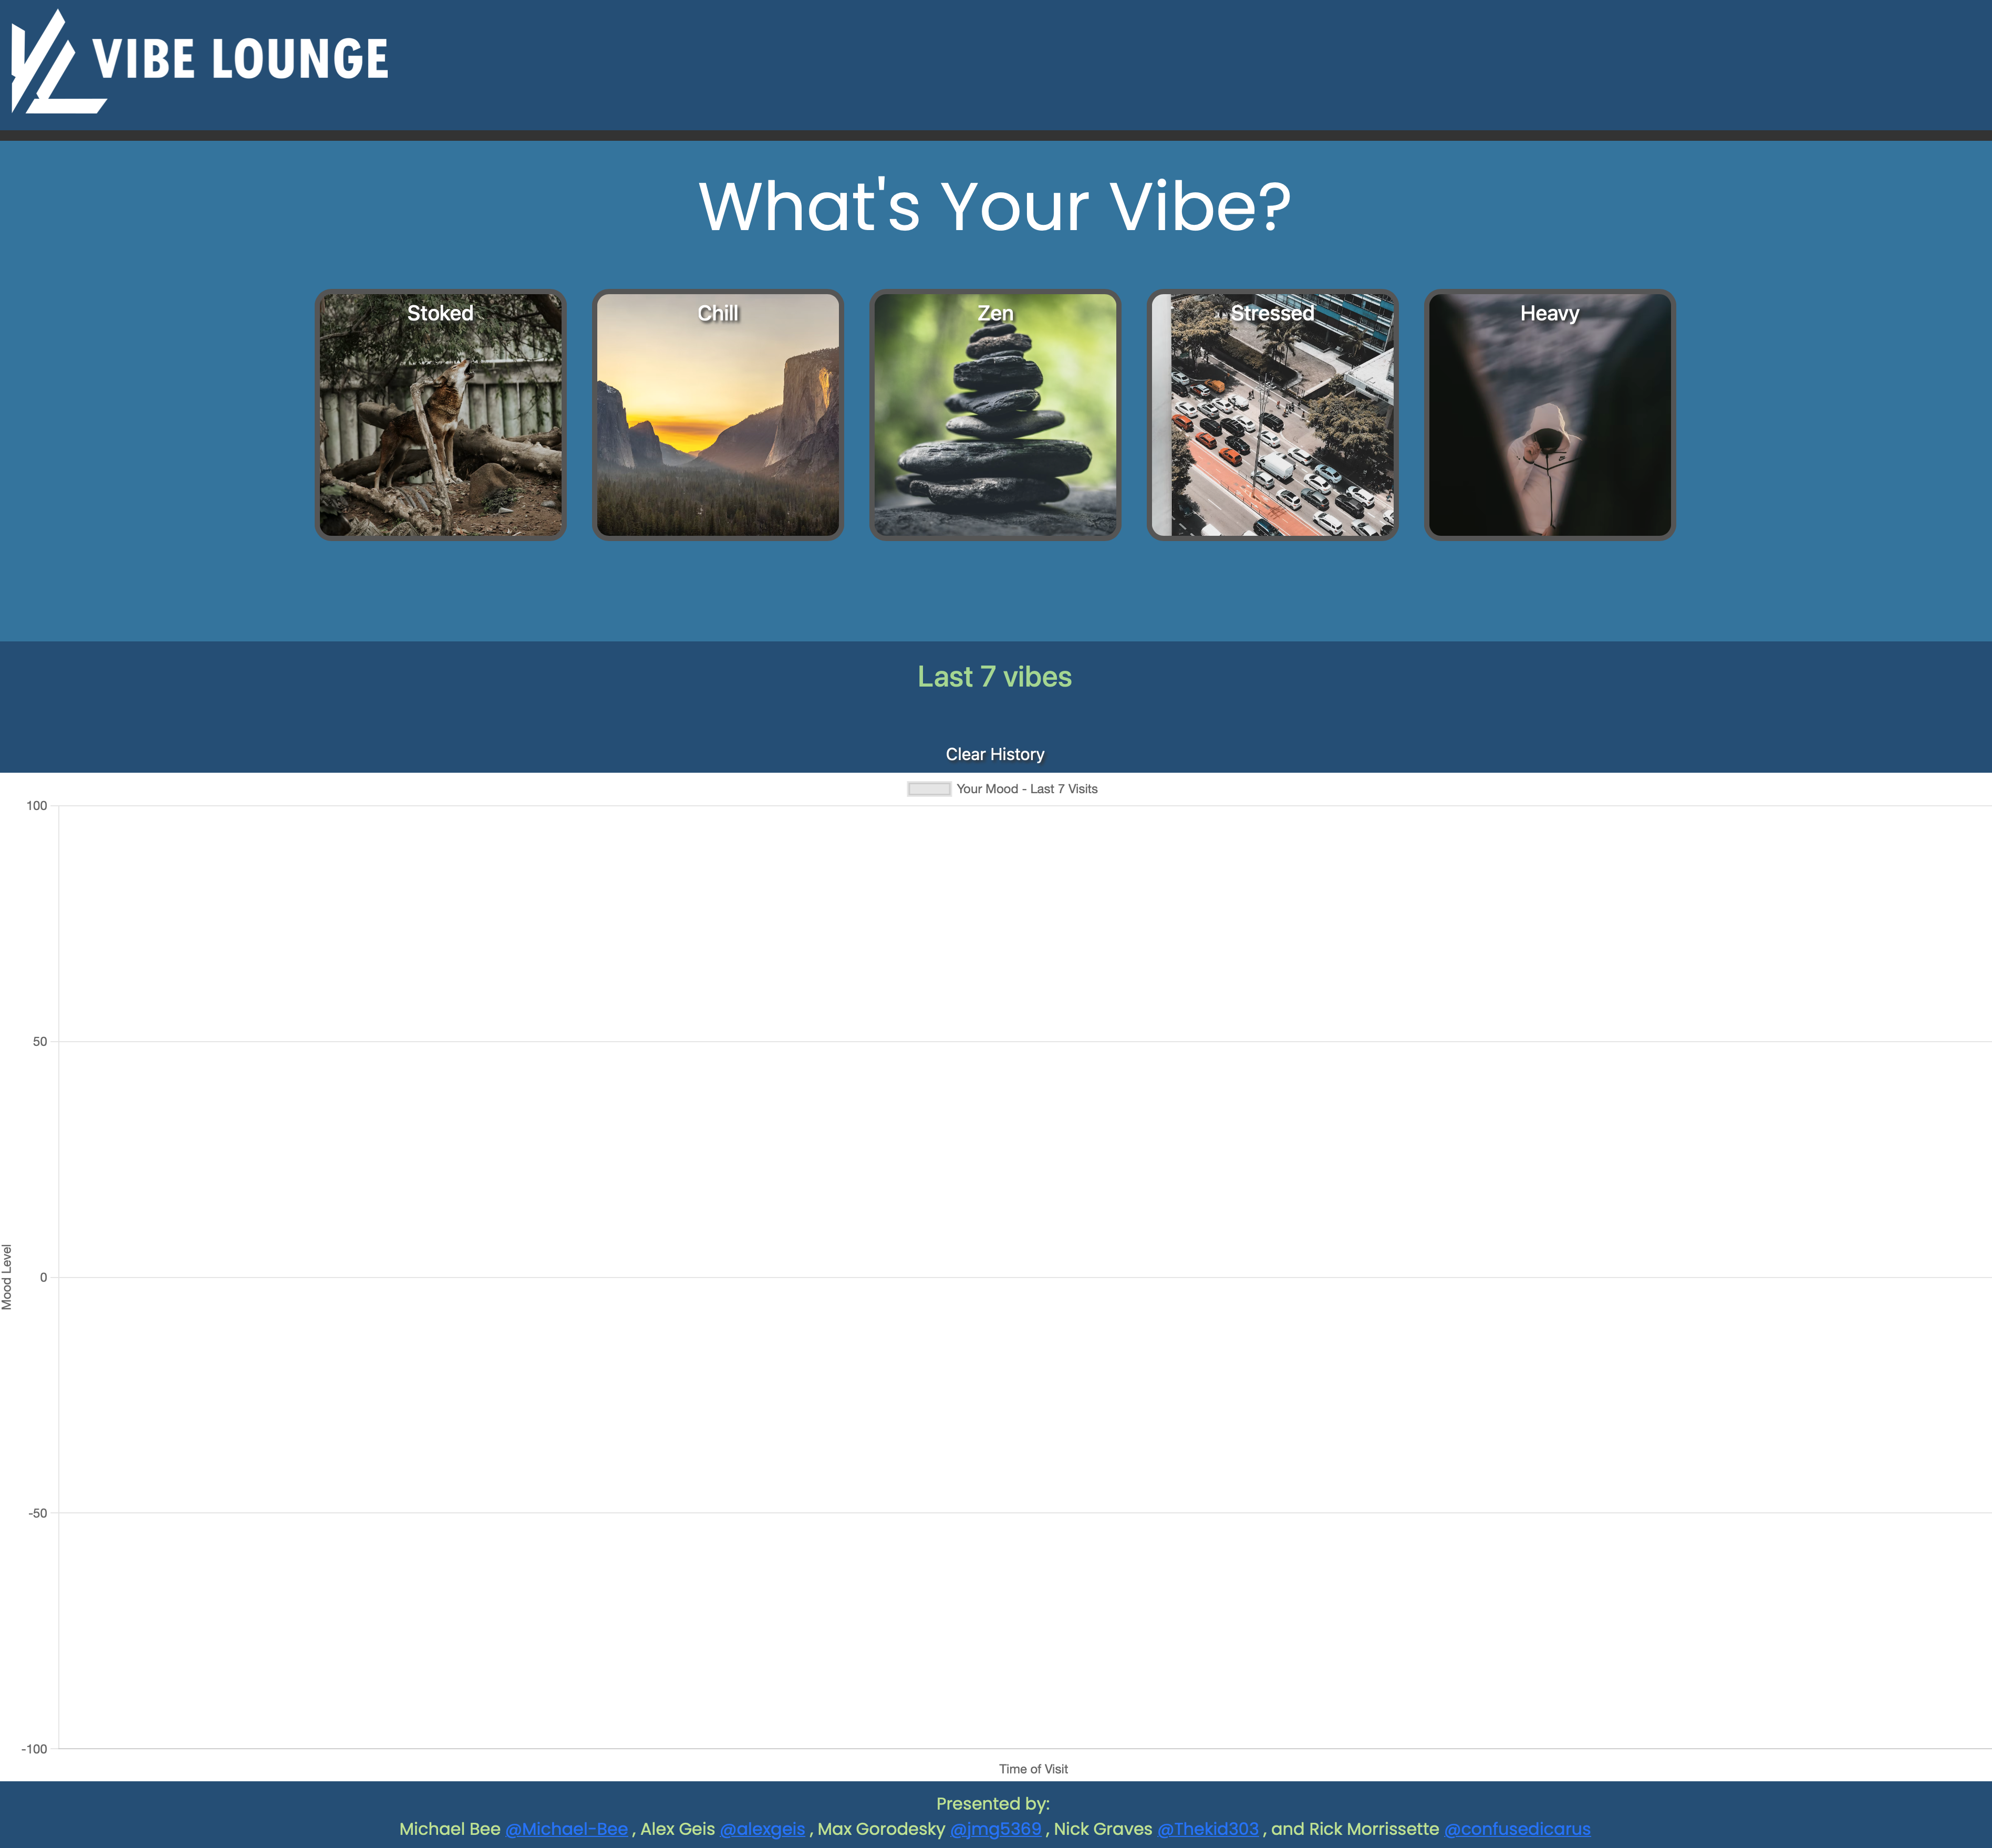 VIBE LOUNGE
What's Your Vibe?
Stoked
Chill
Zen
Stressed
Heavy
Last 7 vibes
Clear History
Your Mood - Last 7 Visits
100
50
0
-50
-100
Mood Level
Time of Visit
Presented by:
Michael Bee @Michael-Bee , Alex Geis @alexgeis , Max Gorodesky @jmg5369 , Nick Graves @Thekid303 , and Rick Morrissette @confusedicarus